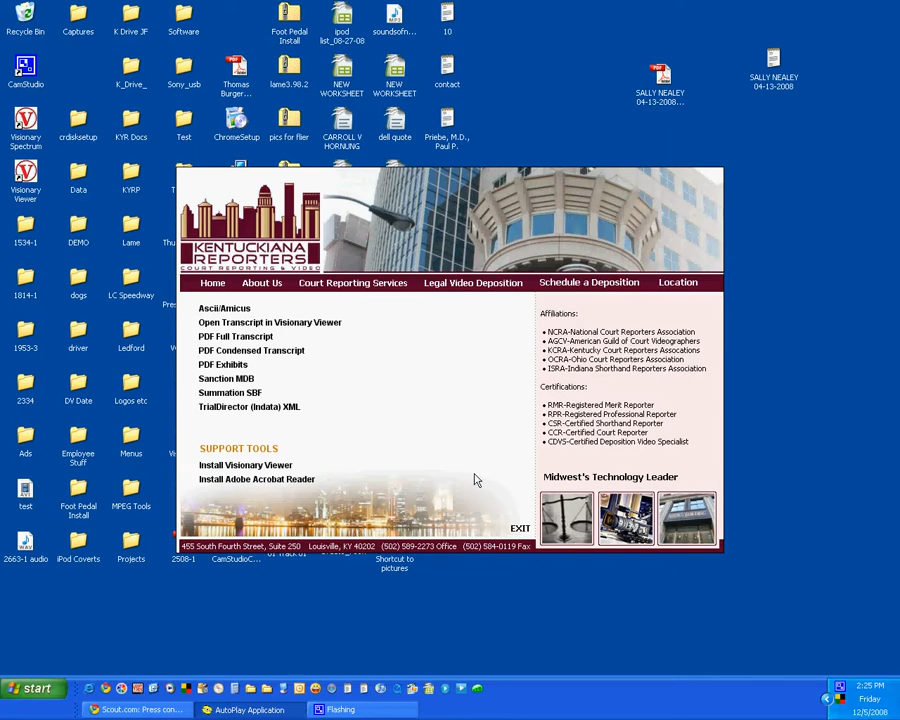 Recycle Bin
Captures
K Drive JF
Software
Foot Pedal
Install
ipod
list_08-27-08
soundsofn...
10
CamStudio
K_Drive_
Sony_usb
Thomas
Burger...
lame3.98.2
NEW
WORKSHEET
NEW
WORKSHEET
contact
SALLY NEALEY
04-13-2008...
SALLY NEALEY
04-13-2008
Visionary
Spectrum
crdisksetup
KYR Docs
Test
ChromeSetup
pics for flier
CARROLL V
HORNUNG
dell quote
Priebe, M.D.,
Paul P.
Visionary
Viewer
Data
KYRP
1534-1
DEMO
Lame
Thu
1814-1
dogs
LC Speedway
Pres
1953-3
driver
Ledford
2334
DV Date
Logos etc
Ads
Employee
Stuff
Menus
test
Foot Pedal
Install
MPEG Tools
2663-1 audio
iPod Coverts
Projects
2508-1
CamStudioC...
Shortcut to
pictures
KENTUCKIANA
REPORTERS
COURT REPORTING & VIDEO
Home About Us Court Reporting Services Legal Video Deposition Schedule a Deposition Location
Ascii/Amicus
Open Transcript in Visionary Viewer
PDF Full Transcript
PDF Condensed Transcript
PDF Exhibits
Sanction MDB
Summation SBF
TrialDirector (Indata) XML
SUPPORT TOOLS
Install Visionary Viewer
Install Adobe Acrobat Reader
EXIT
Affiliations:
• NCRA-National Court Reporters Association
• AGCV-American Guild of Court Videographers
• KCRA-Kentucky Court Reporters Assocations
• OCRA-Ohio Court Reporters Association
• ISRA-Indiana Shorthand Reporters Association
Certifications:
• RMR-Registered Merit Reporter
• RPR-Registered Professional Reporter
• CSR-Certified Shorthand Reporter
• CCR-Certified Court Reporter
• CDVS-Certified Deposition Video Specialist
Midwest's Technology Leader
455 South Fourth Street, Suite 250 Louisville, KY 40202 (502) 589-2273 Office (502) 584-0119 Fax
start
Scout.com: Press con...
AutoPlay Application
Flashing
2:25 PM
Friday
12/5/2008